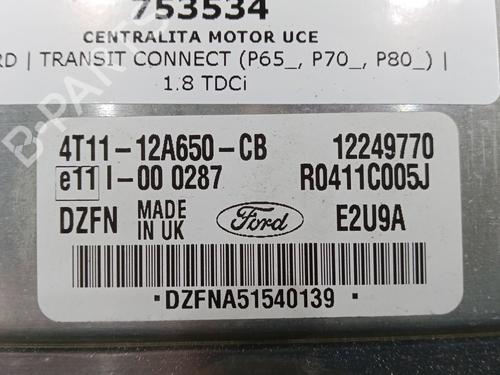 753534
CENTRALITA MOTOR UCE
RD | TRANSIT CONNECT (P65_, P70_, P80_) |
1.8 TDCi
4T11-12A650-CB 12249770
e11 I-00 0287 R0411C005J
DZFN MADE IN UK Ford E2U9A
·DZFNA51540139·
B-PARTS